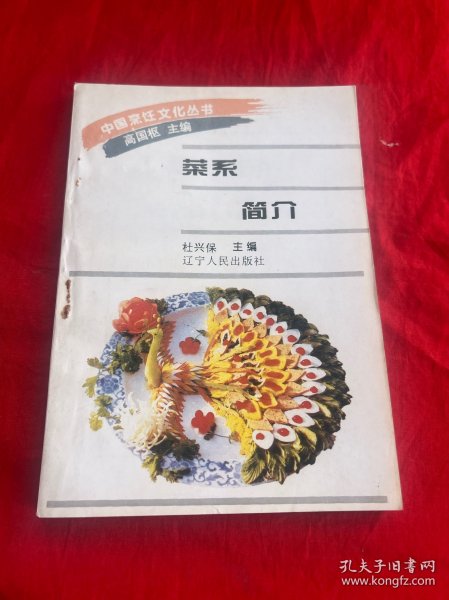 中国烹饪文化丛书
高国枢 主编
菜系
简介
杜兴保 主编
辽宁人民出版社
孔夫子旧书网
www.kongfz.com